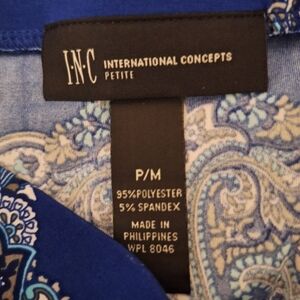 I·N·C INTERNATIONAL CONCEPTS
PETITE
P/M
95%POLYESTER
5% SPANDEX
MADE IN
PHILIPPINES
WPL 8046